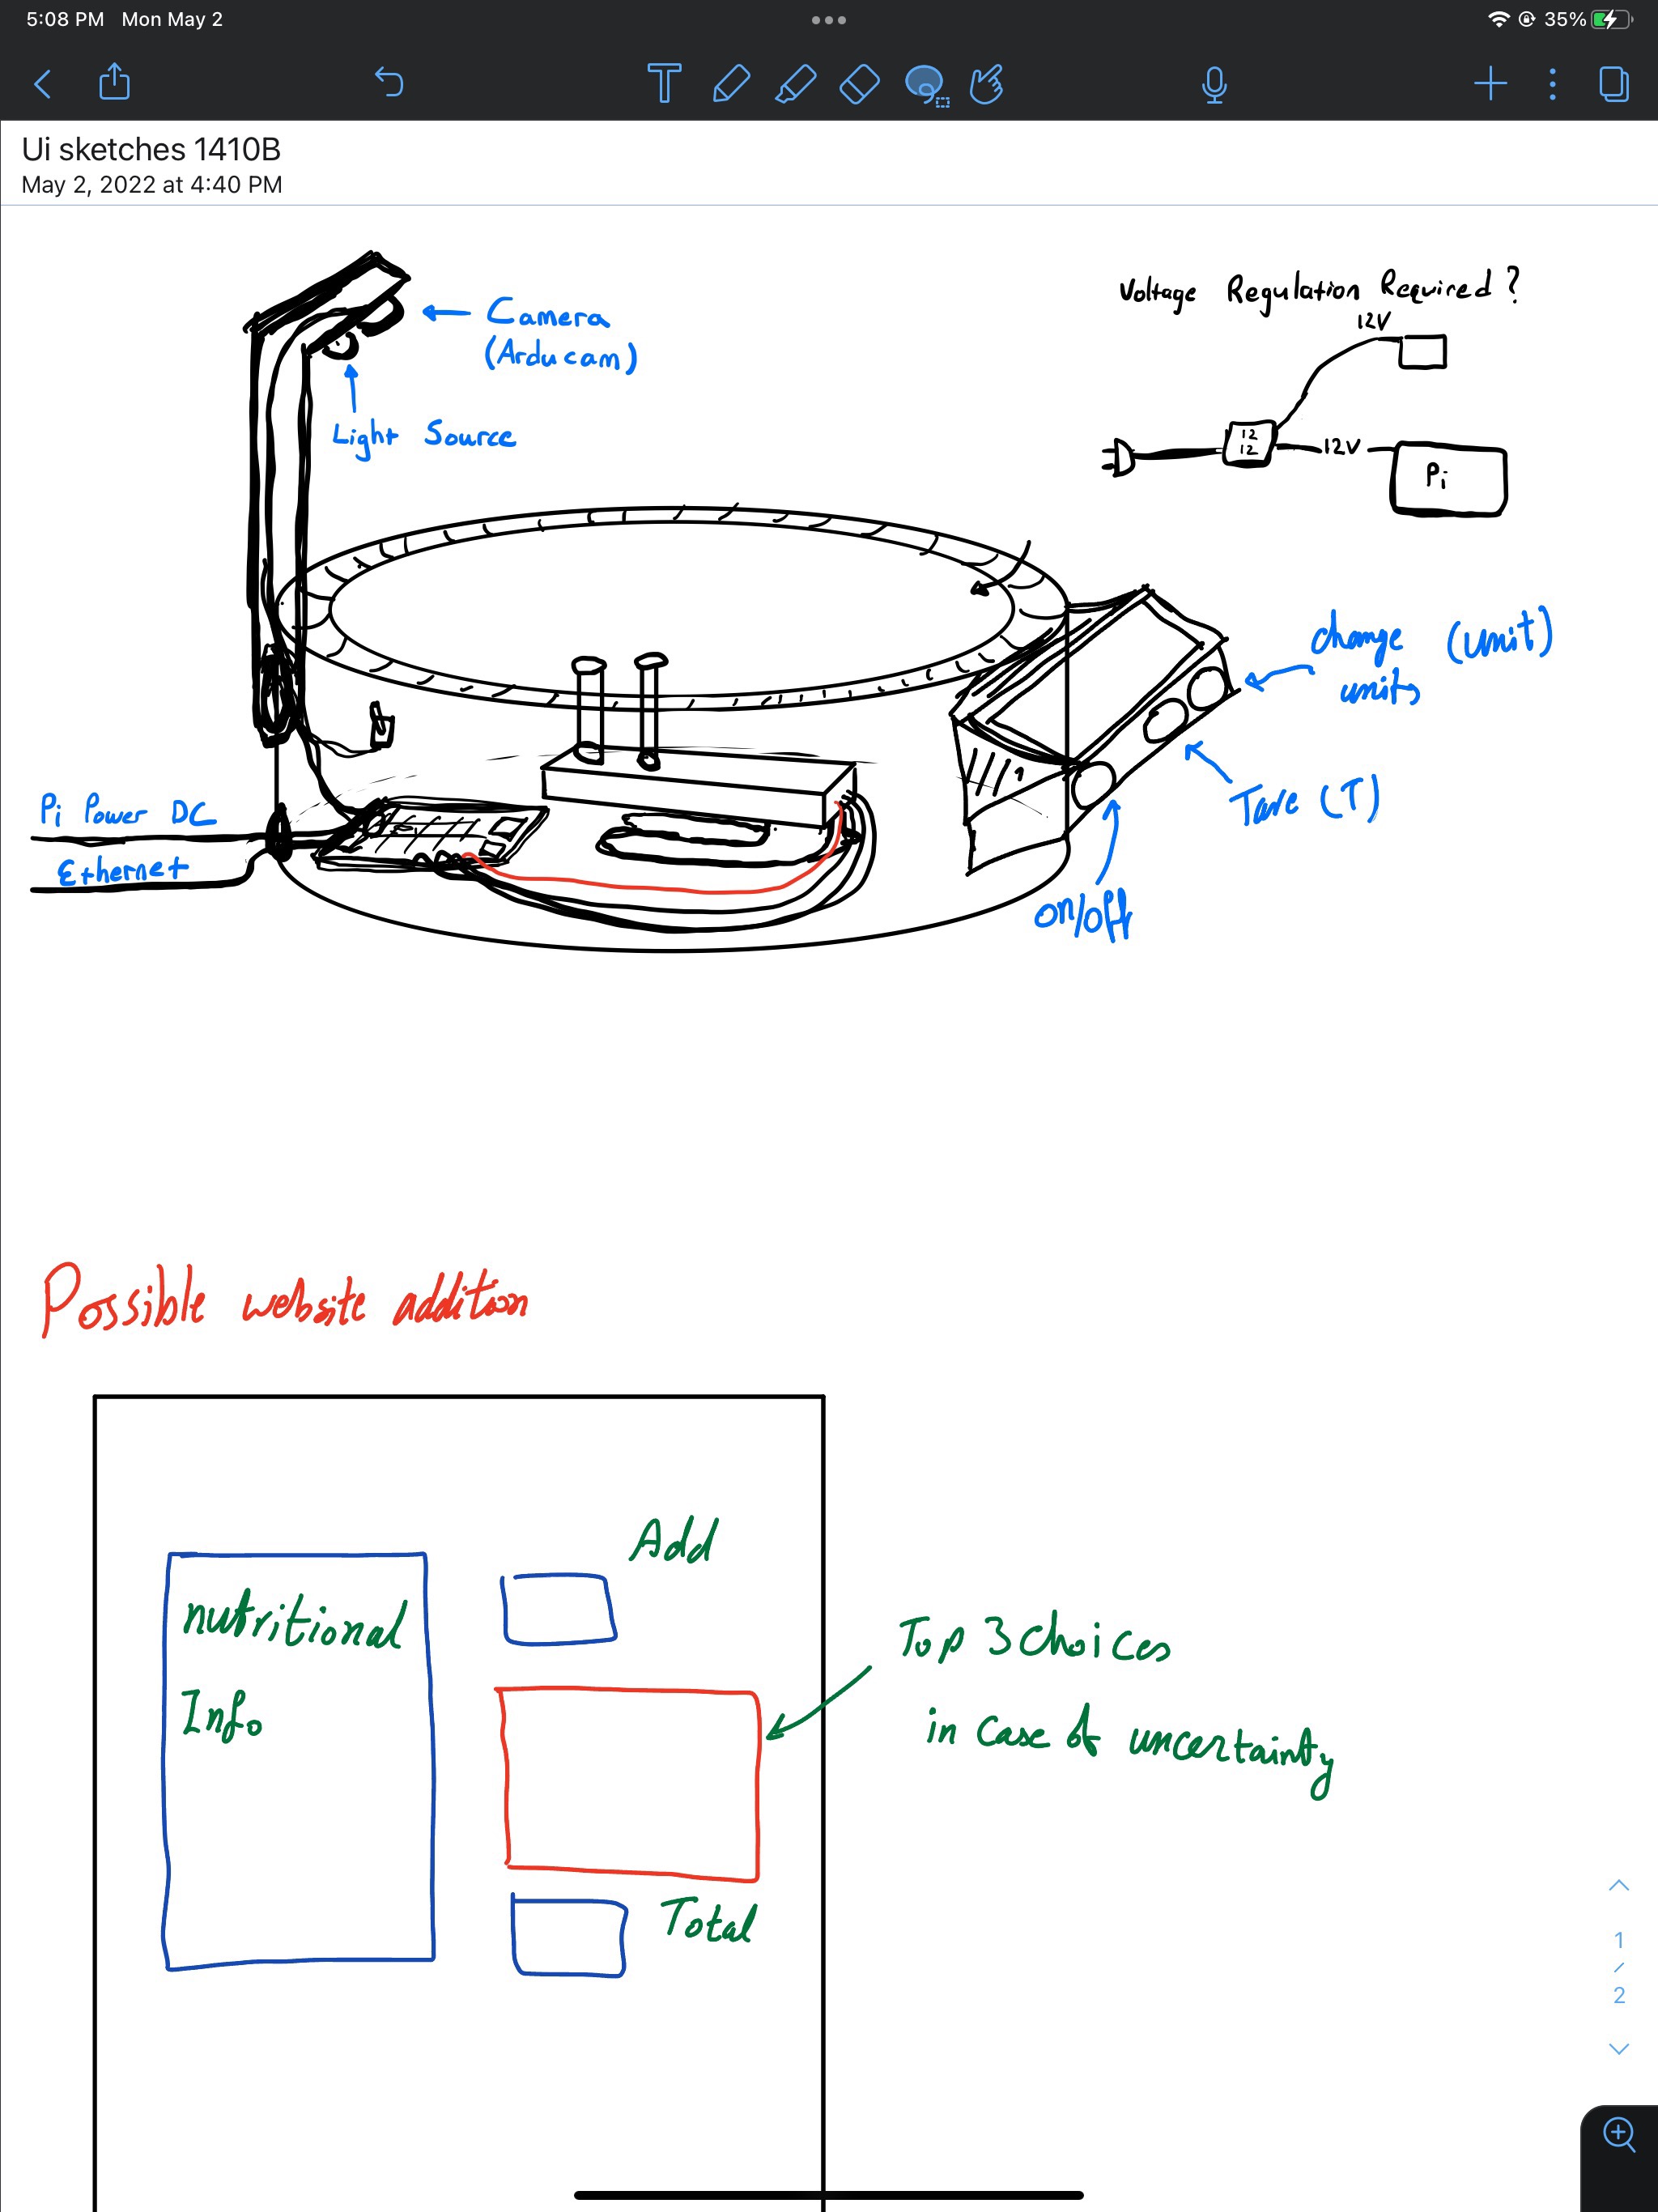 5:08 PM Mon May 2
35%
Ui sketches 1410B
May 2, 2022 at 4:40 PM
Camera
(Arducam)
Light Source
Voltage Regulation Required?
12V
12
12
12V
Pi
change (unit)
units
Tare (T)
on/off
Pi Power DC
Ethernet
Possible website addition
Add
nutritional
Info
Top 3 choices
in case of uncertainty
Total
1
/
2